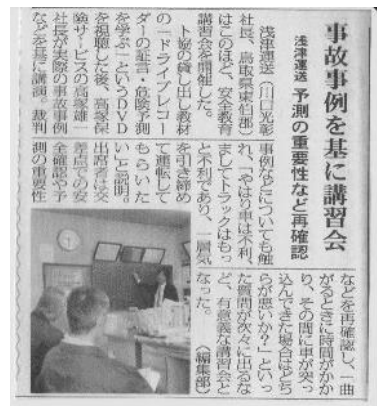 事故事例を基に講習会
浅津運送 予測の重要性など再確認
浅津運送(川口光彰
社長、鳥取県東伯郡)
はこのほど、安全教育
講習会を開催した。
ト協の貸し出し教材
の「ドライブレコー
ダーの証言・危険予測
を学ぶ」というDVD
を視聴した後、高塚保
険サービスの高塚雄一
社長が実際の事故事例
などを基に講演。裁判
事例などについても触
れ、「やはり車は不利、
ましてトラックはもっ
と不利であり、一層気
を引き締め
て運転して
もらいた
い」と説明。
出席者は交
差点での安
全確認や予
測の重要性
などを再確認し、「曲
がるときに時間がかか
り、その間に車が突っ
込んできた場合はどち
らが悪いか?」といっ
た質問が次々に出るな
ど、有意義な講習会と
なった。
(編集部)